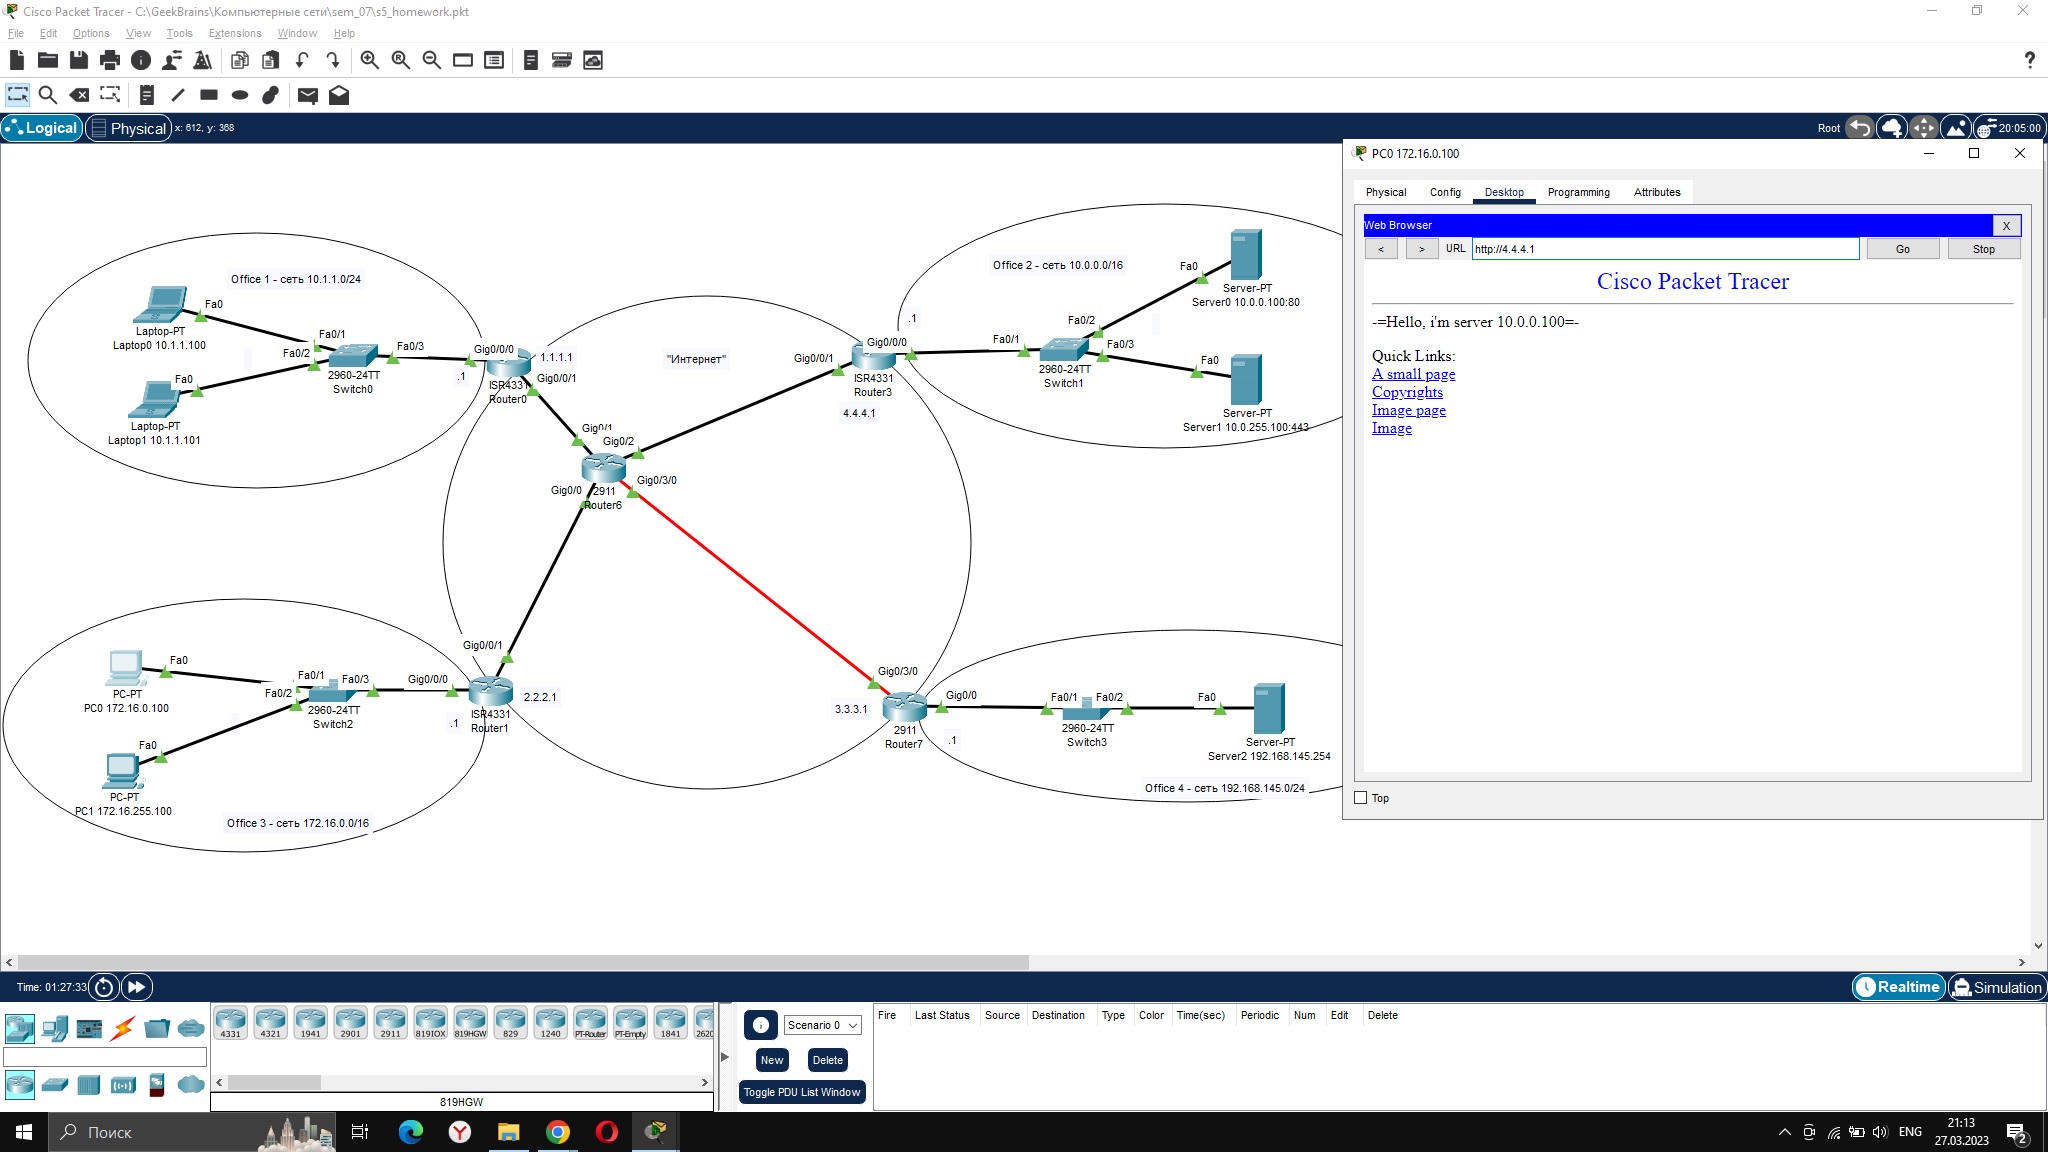 Cisco Packet Tracer - C:\GeekBrains\Компьютерные сети\sem_07\s5_homework.pkt
File Edit Options View Tools Extensions Window Help
?
Logical Physical x: 612, y: 368 Root 20:05:00
PC0 172.16.0.100
Physical Config Desktop Programming Attributes
Web Browser X
< > URL http://4.4.4.1 Go Stop
Cisco Packet Tracer
-=Hello, i'm server 10.0.0.100=-
Quick Links:
A small page
Copyrights
Image page
Image
Top
Office 1 - сеть 10.1.1.0/24
Fa0
Laptop-PT
Laptop0 10.1.1.100
Fa0/1
Fa0/2
Fa0/3
Fa0
Laptop-PT
Laptop1 10.1.1.101
2960-24TT
Switch0
.1
Gig0/0/0
1.1.1.1
Gig0/0/1
ISR4331
Router0
"Интернет"
Gig0/1
Gig0/2
Gig0/3/0
Gig0/0
2911
Router6
Office 2 - сеть 10.0.0.0/16
.1
Gig0/0/0
Gig0/0/1
ISR4331
Router3
4.4.4.1
Fa0/1
Fa0/2
Fa0/3
2960-24TT
Switch1
Fa0
Server-PT
Server0 10.0.0.100:80
Fa0
Server-PT
Server1 10.0.255.100:443
Fa0
PC-PT
PC0 172.16.0.100
Fa0/1
Fa0/2
Fa0/3
2960-24TT
Switch2
Fa0
PC-PT
PC1 172.16.255.100
Gig0/0/0
Gig0/0/1
.1
ISR4331
Router1
2.2.2.1
Office 3 - сеть 172.16.0.0/16
Gig0/3/0
3.3.3.1
Gig0/0
2911
Router7
.1
Fa0/1
Fa0/2
2960-24TT
Switch3
Fa0
Server-PT
Server2 192.168.145.254
Office 4 - сеть 192.168.145.0/24
Time: 01:27:33 Realtime Simulation
4331 4321 1941 2901 2911 819IOX 819HGW 829 1240 PT-Router PT-Empty 1841 2620
819HGW
Scenario 0
New Delete
Toggle PDU List Window
Fire Last Status Source Destination Type Color Time(sec) Periodic Num Edit Delete
Поиск
ENG
21:13
27.03.2023
2